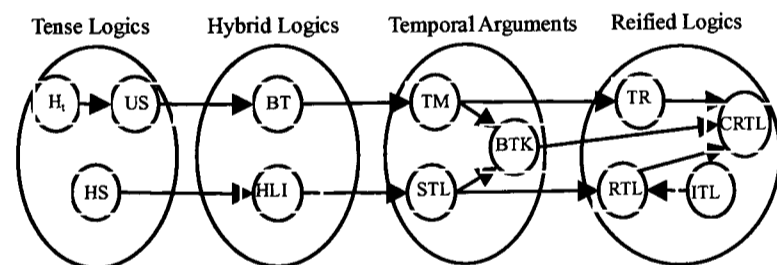 Tense Logics Hybrid Logics Temporal Arguments Reified Logics
Ht US BT TM TR CRTL
BTK
HS HLI STL RTL ITL